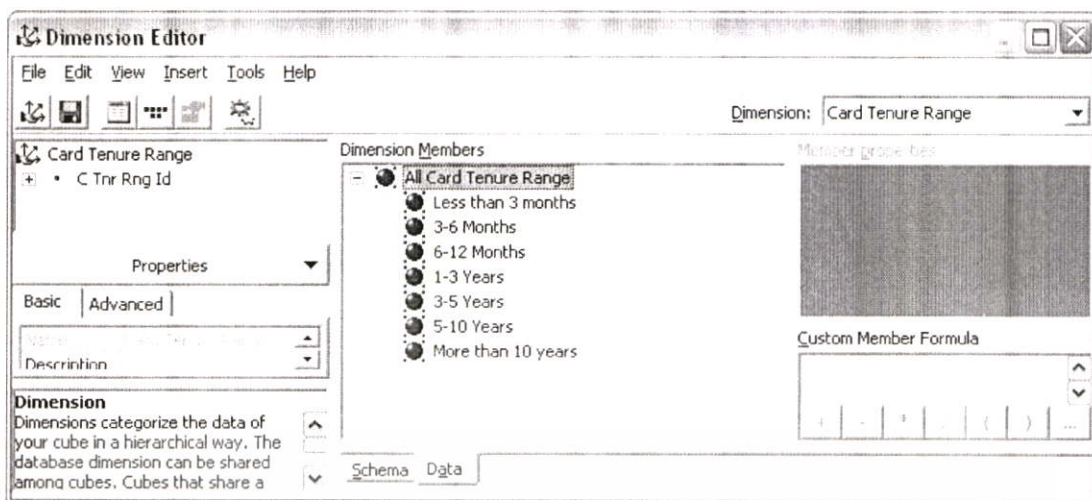 Dimension Editor
File Edit View Insert Tools Help
Dimension: Card Tenure Range
Card Tenure Range
C Tnr Rng Id
Properties
Basic Advanced
Description
Dimension
Dimensions categorize the data of
your cube in a hierarchical way. The
database dimension can be shared
among cubes. Cubes that share a
Dimension Members
All Card Tenure Range
Less than 3 months
3-6 Months
6-12 Months
1-3 Years
3-5 Years
5-10 Years
More than 10 years
Schema Data
Member properties
Custom Member Formula
+ - * ( ) ...